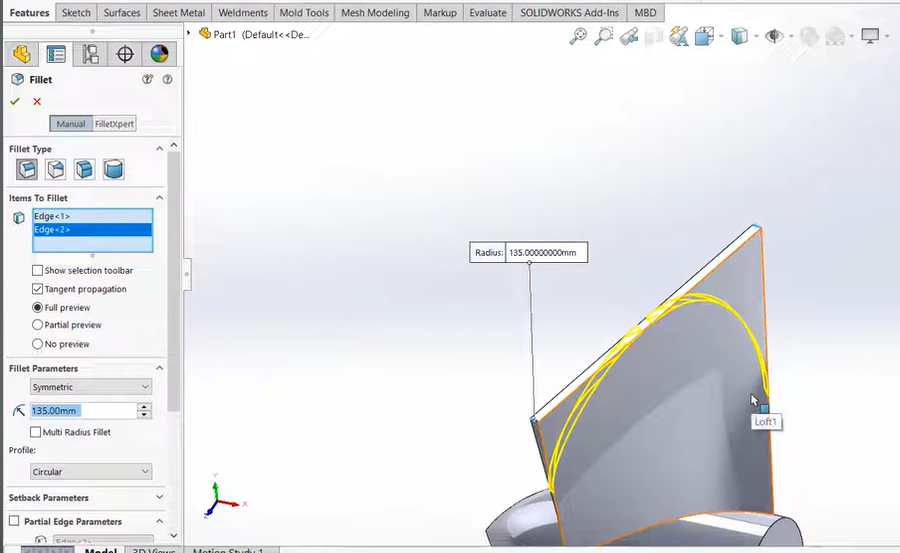 Features Sketch Surfaces Sheet Metal Weldments Mold Tools Mesh Modeling Markup Evaluate SOLIDWORKS Add-Ins MBD
Part1 (Default<<De...
Fillet
Manual FilletXpert
Fillet Type
Items To Fillet
Edge<1>
Edge<2>
Show selection toolbar
Tangent propagation
Full preview
Partial preview
No preview
Fillet Parameters
Symmetric
135.00mm
Multi Radius Fillet
Profile:
Circular
Setback Parameters
Partial Edge Parameters
Edge<2>
Radius: 135.00000000mm
Loft1
Y
X
Z
Model 3D Views Motion Study 1